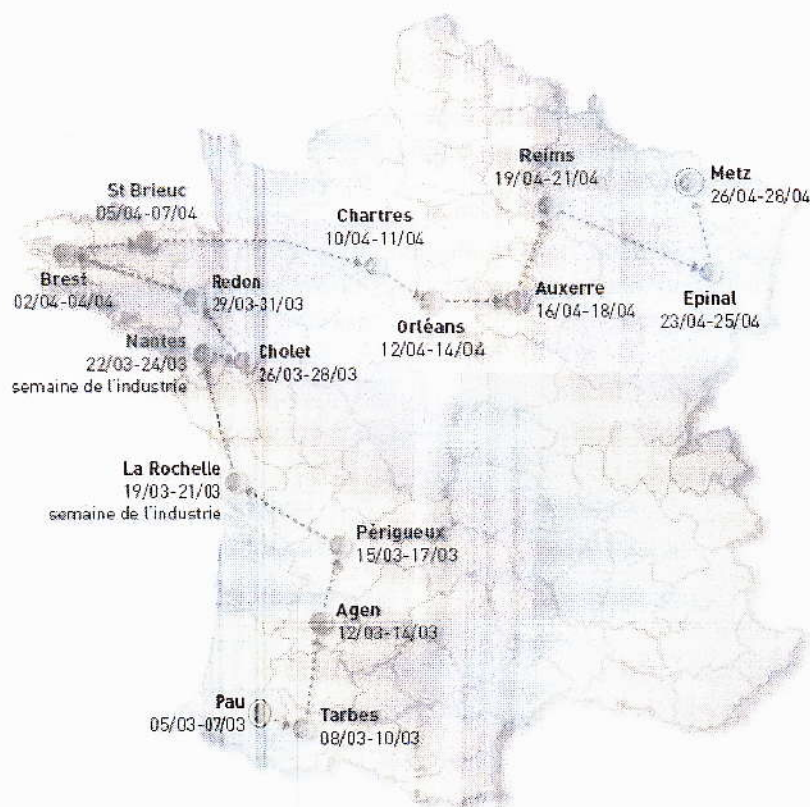 Reims
19/04-21/04
Metz
26/04-28/04
St Brieuc
05/04-07/04
Chartres
10/04-11/04
Brest
02/04-04/04
Redon
29/03-31/03
Orléans
12/04-14/04
Auxerre
16/04-18/04
Epinal
23/04-25/04
Nantes
22/03-24/03
semaine de l'industrie
Cholet
26/03-28/03
La Rochelle
19/03-21/03
semaine de l'industrie
Périgueux
15/03-17/03
Agen
12/03-14/03
Pau
05/03-07/03
Tarbes
08/03-10/03